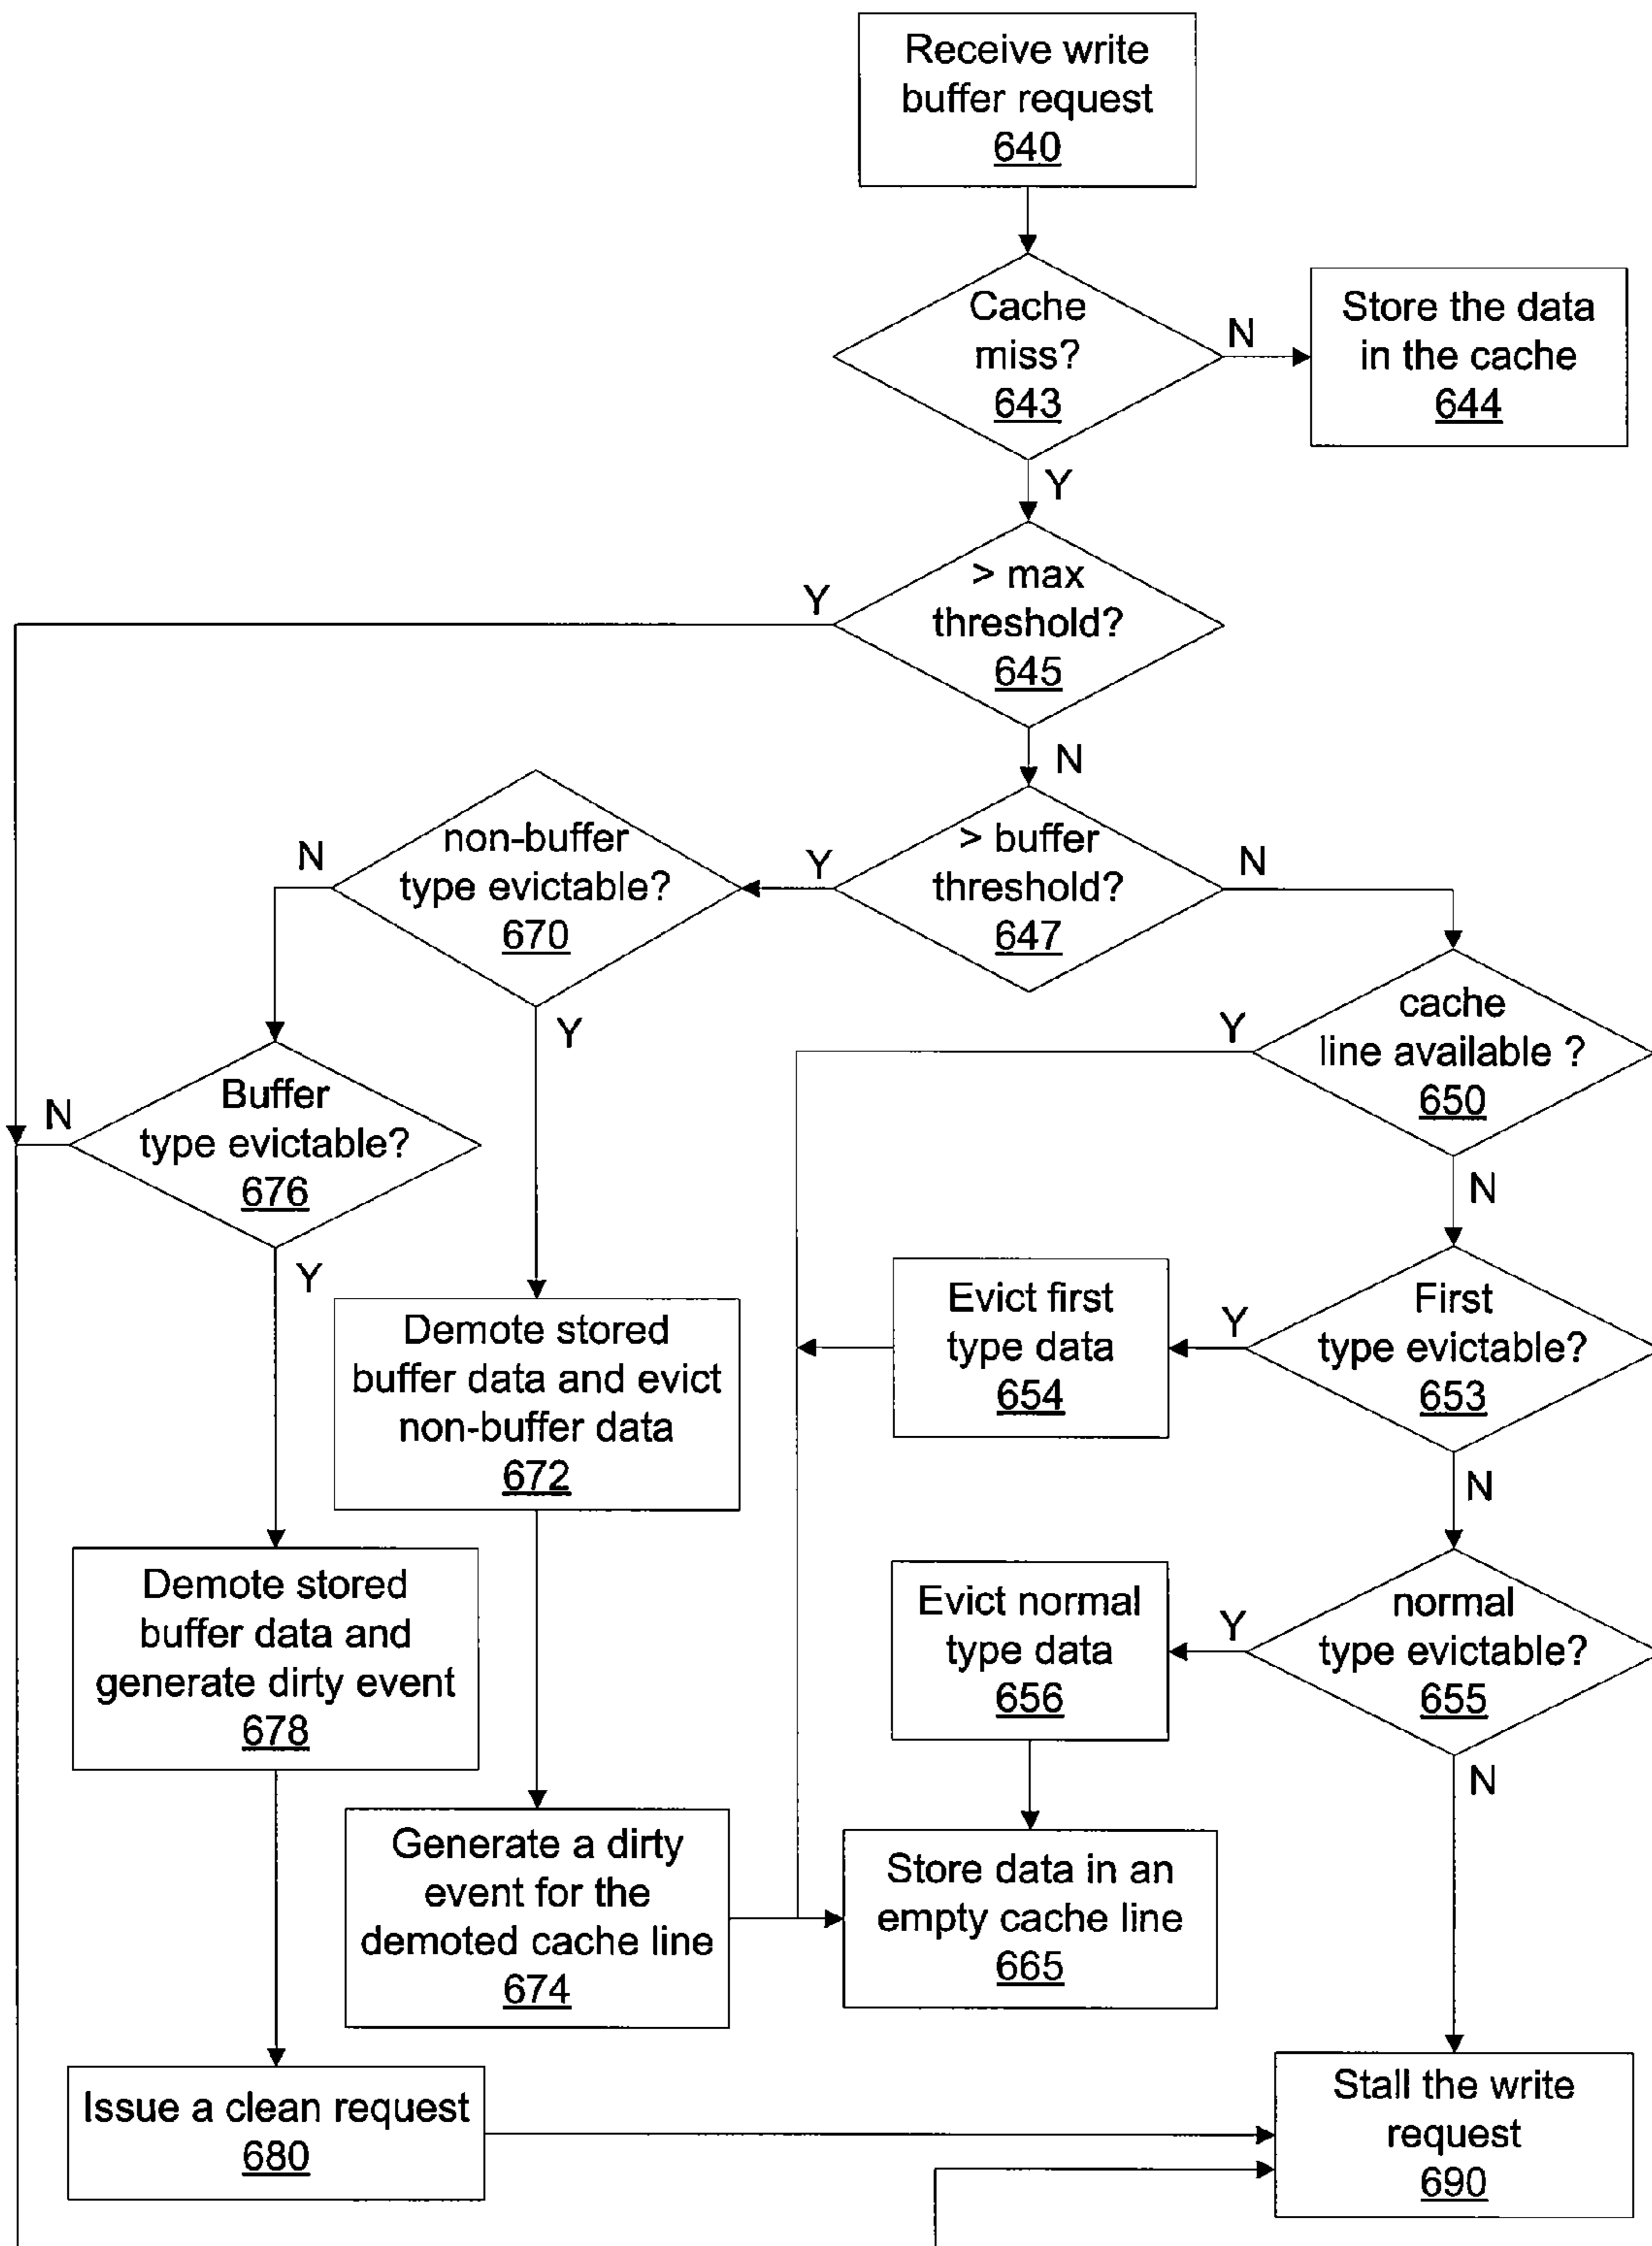 Receive write
buffer request
640
Cache
miss?
643
N
Store the data
in the cache
644
Y
> max
threshold?
645
Y
N
> buffer
threshold?
647
Y
N
non-buffer
type evictable?
670
N
Y
cache
line available ?
650
Y
N
Buffer
type evictable?
676
N
Y
First
type evictable?
653
Y
N
Evict first
type data
654
Demote stored
buffer data and evict
non-buffer data
672
normal
type evictable?
655
Y
N
Evict normal
type data
656
Demote stored
buffer data and
generate dirty event
678
Generate a dirty
event for the
demoted cache line
674
Store data in an
empty cache line
665
Issue a clean request
680
Stall the write
request
690